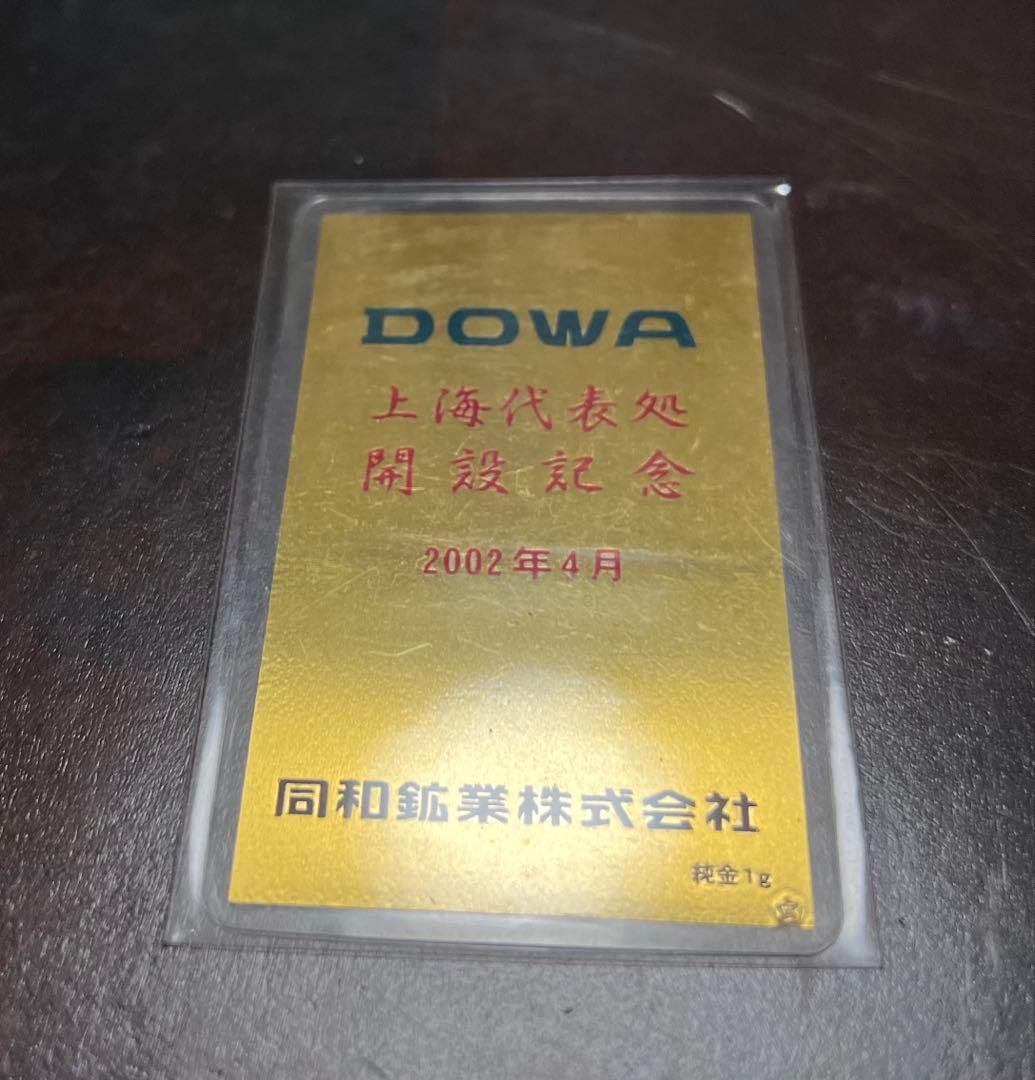 DOWA
上海代表処
開設記念
2002年4月
同和鉱業株式会社
純金1g